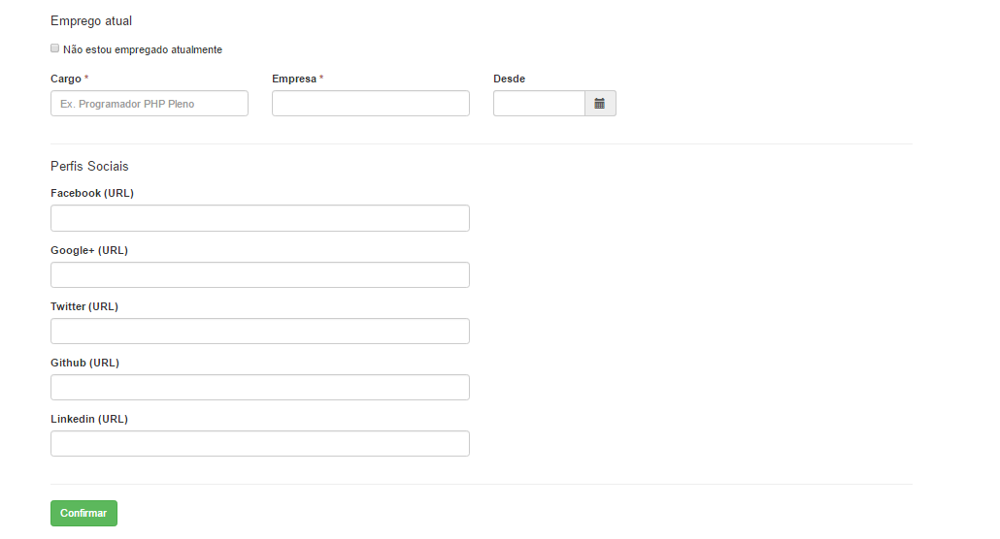 Emprego atual
Não estou empregado atualmente
Cargo * Empresa * Desde
Ex. Programador PHP Pleno
Perfis Sociais
Facebook (URL)
Google+ (URL)
Twitter (URL)
Github (URL)
Linkedin (URL)
Confirmar